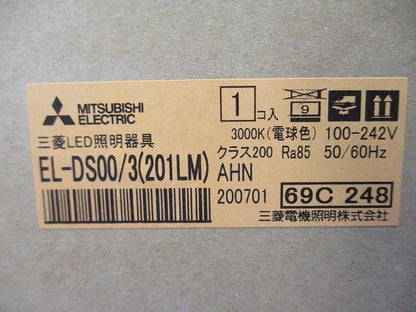 MITSUBISHI
ELECTRIC
1コ入
9
三菱LED照明器具
3000K(電球色) 100-242V
クラス200 Ra85 50/60Hz
EL-DS00/3(201LM) AHN
200701
69C 248
三菱電機照明株式会社